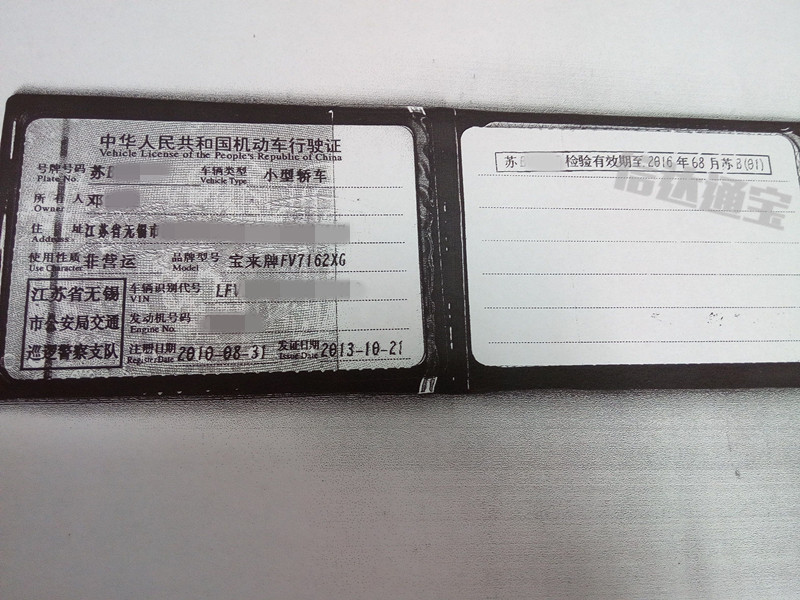 中华人民共和国机动车行驶证
Vehicle License of the People's Republic of China
号牌号码 苏 车辆类型 小型轿车
Plate No. Vehicle Type
所有人 邓
Owner
住址 江苏省无锡市
Address
使用性质 非营运 品牌型号 宝来牌FV7162XG
Use Character Model
江苏省无锡
市公安局交通
巡逻警察支队
车辆识别代号 LFV
VIN
发动机号码
Engine No.
注册日期 2010-08-31 发证日期 2013-10-21
Register Date Issue Date
苏 检验有效期至2016年08月苏B(01)
信达通宝